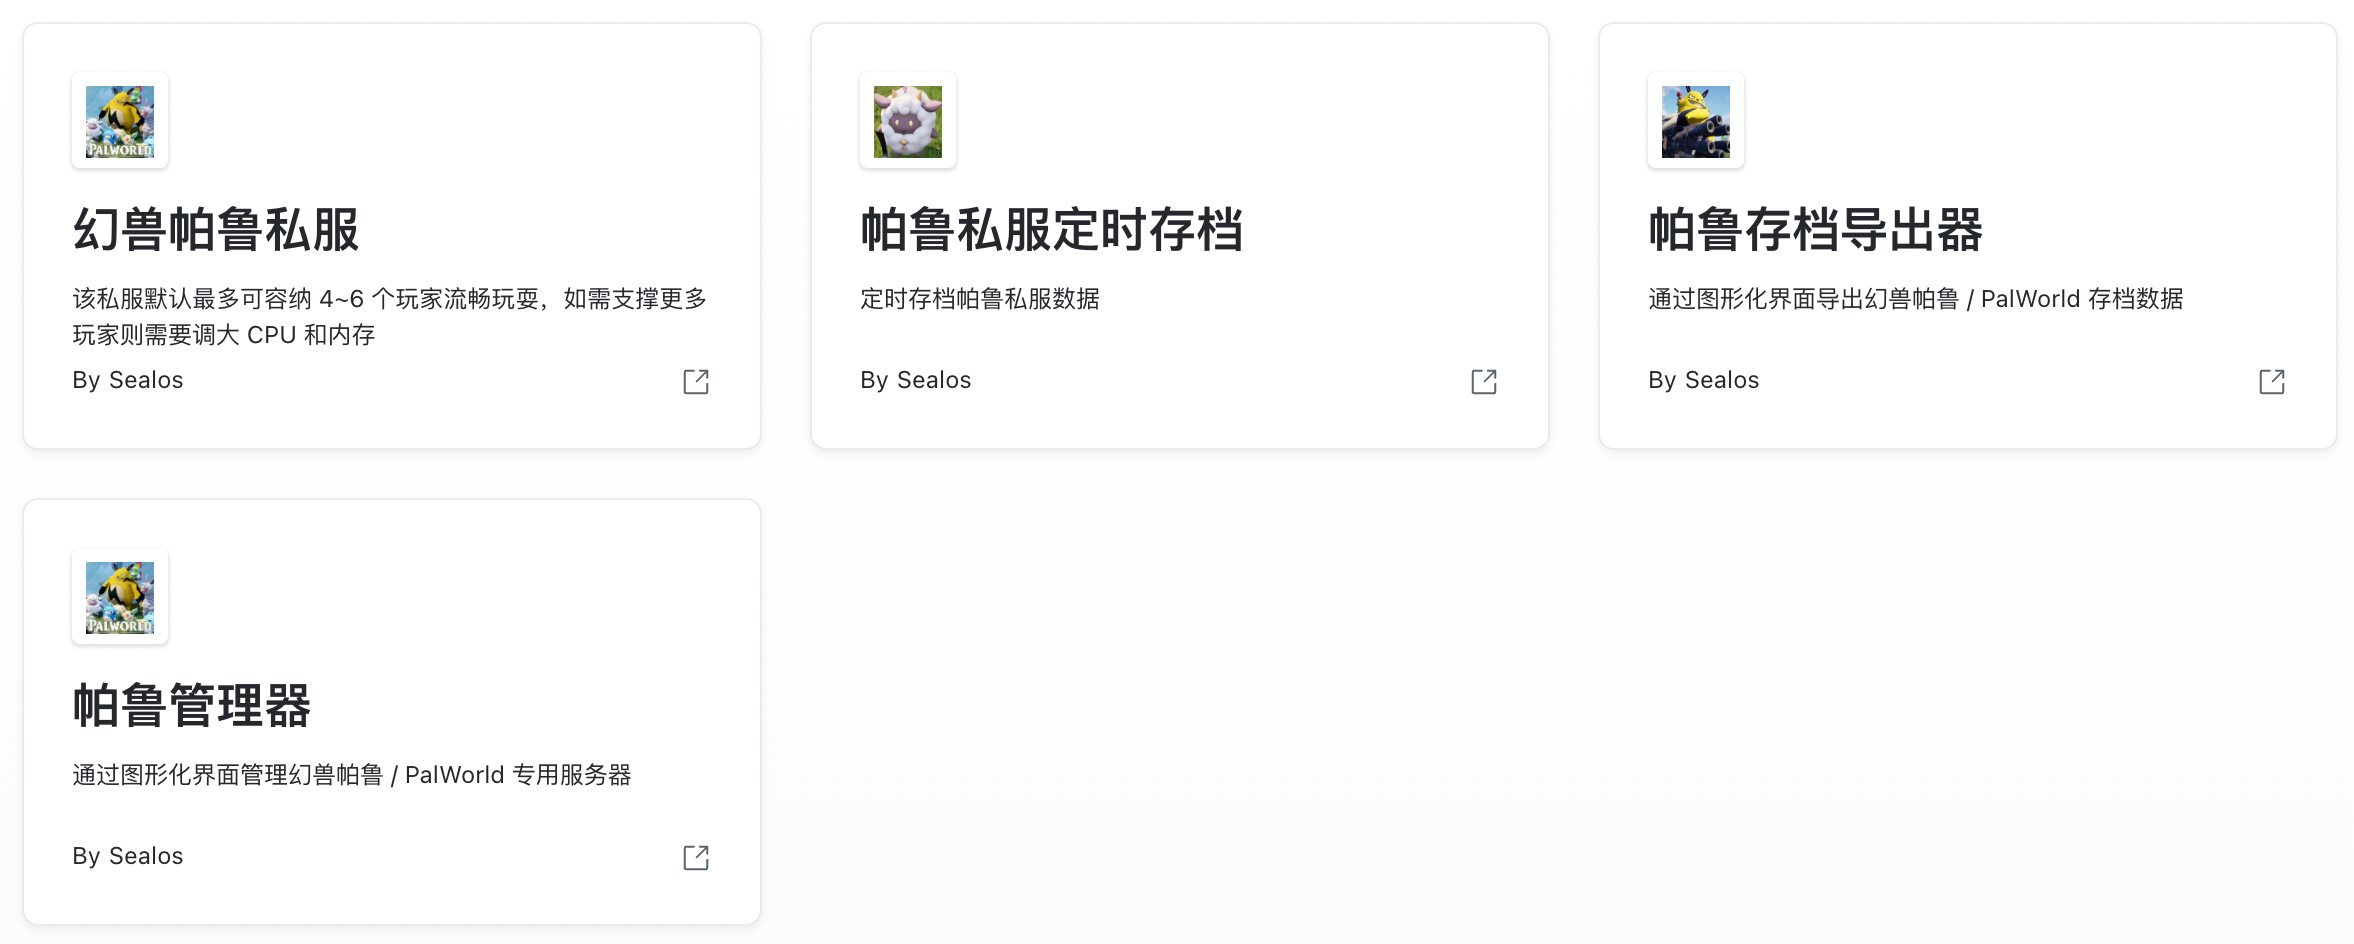 PALWORLD
幻兽帕鲁私服
该私服默认最多可容纳 4~6 个玩家流畅玩耍，如需支撑更多
玩家则需要调大 CPU 和内存
By Sealos
帕鲁私服定时存档
定时存档帕鲁私服数据
By Sealos
帕鲁存档导出器
通过图形化界面导出幻兽帕鲁 / PalWorld 存档数据
By Sealos
PALWORLD
帕鲁管理器
通过图形化界面管理幻兽帕鲁 / PalWorld 专用服务器
By Sealos